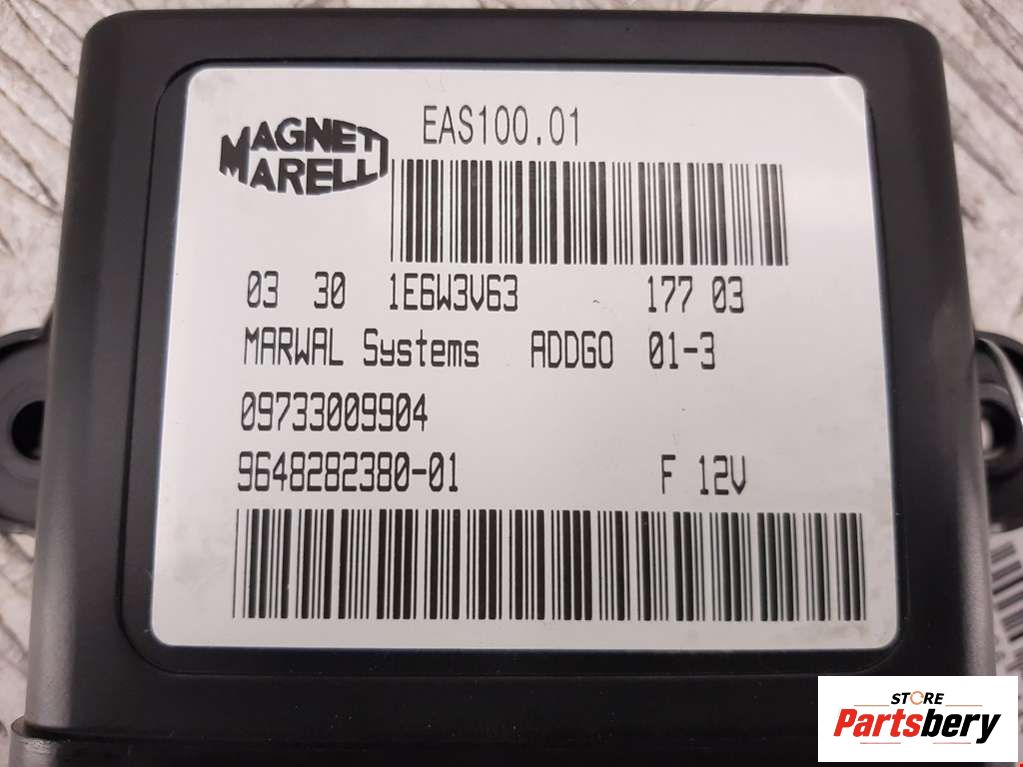 MAGNETI
MARELLI
EAS100.01
03 30 1E6W3V63 177 03
MARWAL Systems ADDGO 01-3
09733009904
9648282380-01 F 12V
STORE
Partsbery